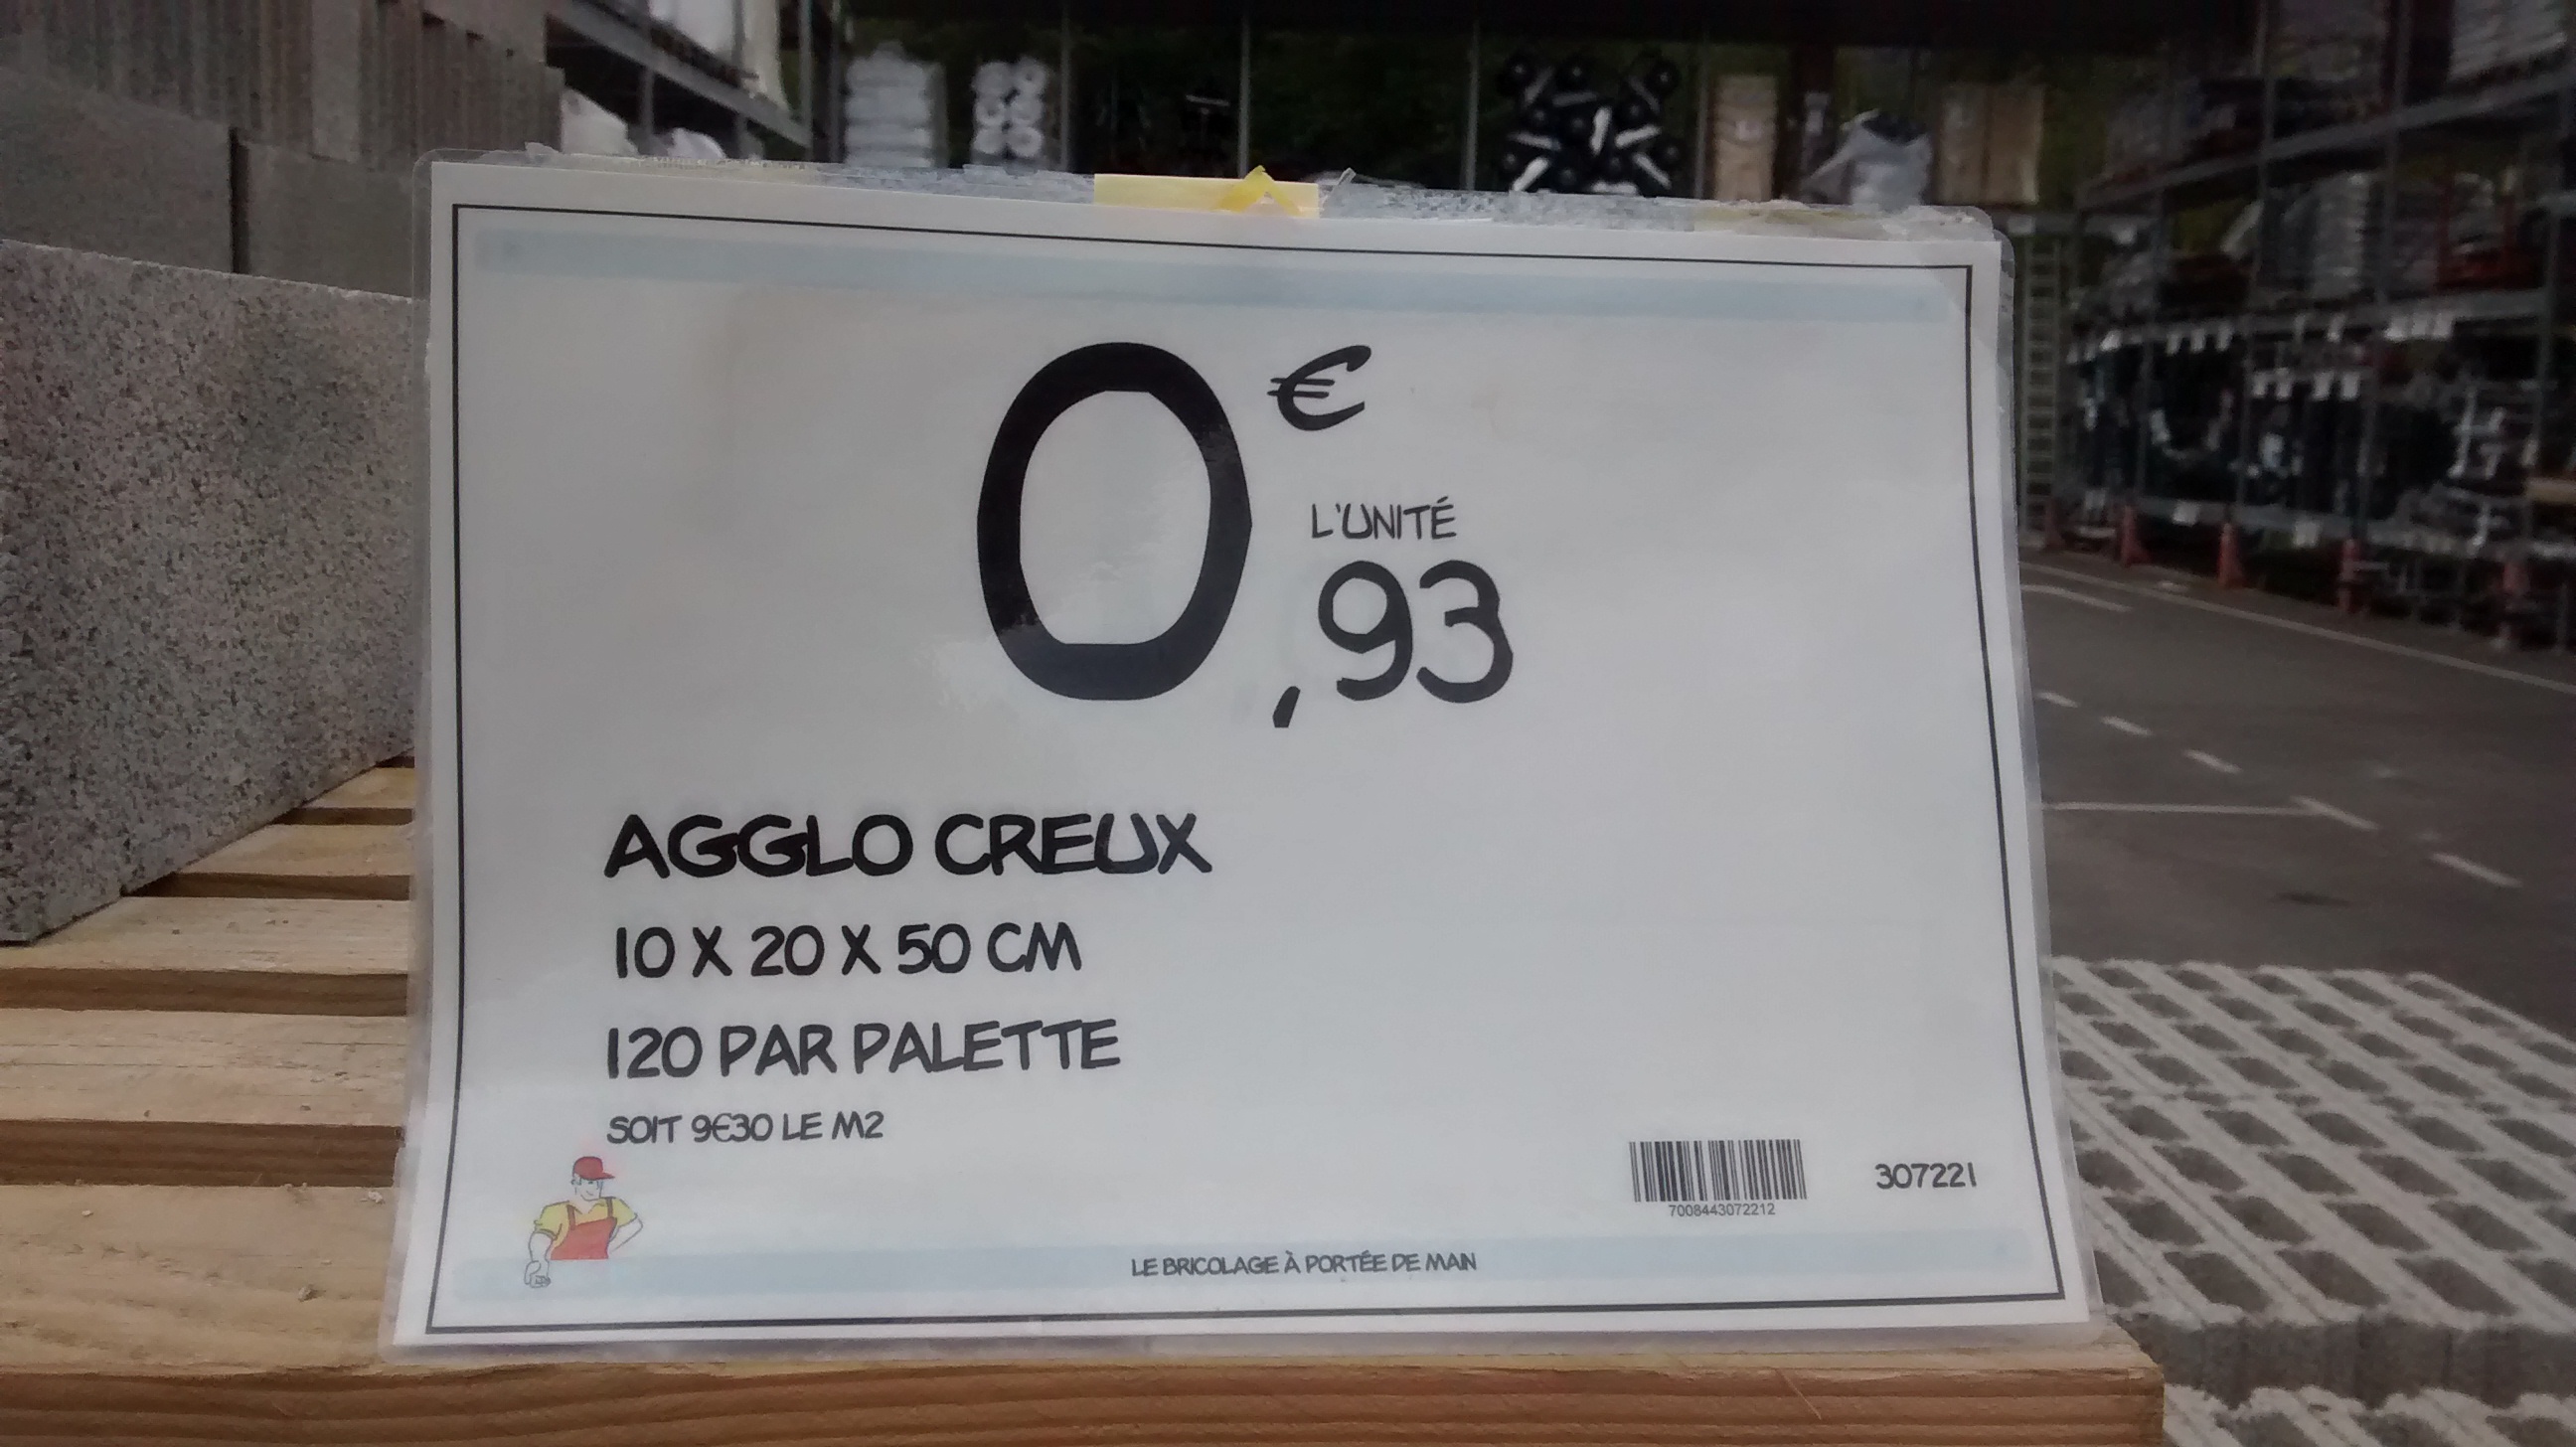 0€
L'UNITÉ
,93
AGGLO CREUX
10 X 20 X 50 CM
120 PAR PALETTE
SOIT 9€30 LE M2
7008443072212
307221
LE BRICOLAGE À PORTÉE DE MAIN